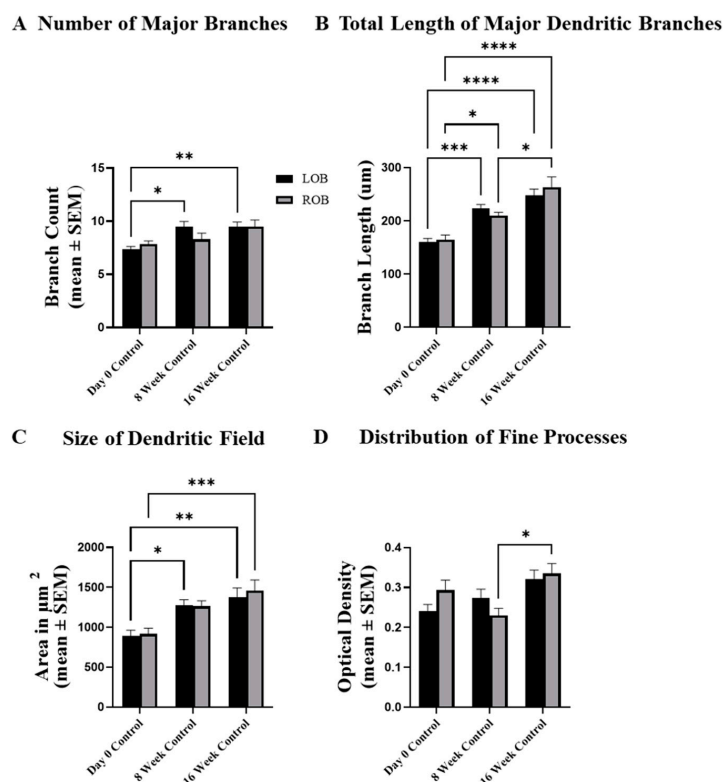 A Number of Major Branches
B Total Length of Major Dendritic Branches
**
*
15
10
5
0
Branch Count
(mean ± SEM)
LOB
ROB
Day 0 Control
8 Week Control
16 Week Control
****
****
*
***
*
300
200
100
0
Branch Length (um)
Day 0 Control
8 Week Control
16 Week Control
C Size of Dendritic Field
D Distribution of Fine Processes
***
**
*
2000
1500
1000
500
0
Area in µm 2
(mean ± SEM)
Day 0 Control
8 Week Control
16 Week Control
*
0.4
0.3
0.2
0.1
0.0
Optical Density
(mean ± SEM)
Day 0 Control
8 Week Control
16 Week Control